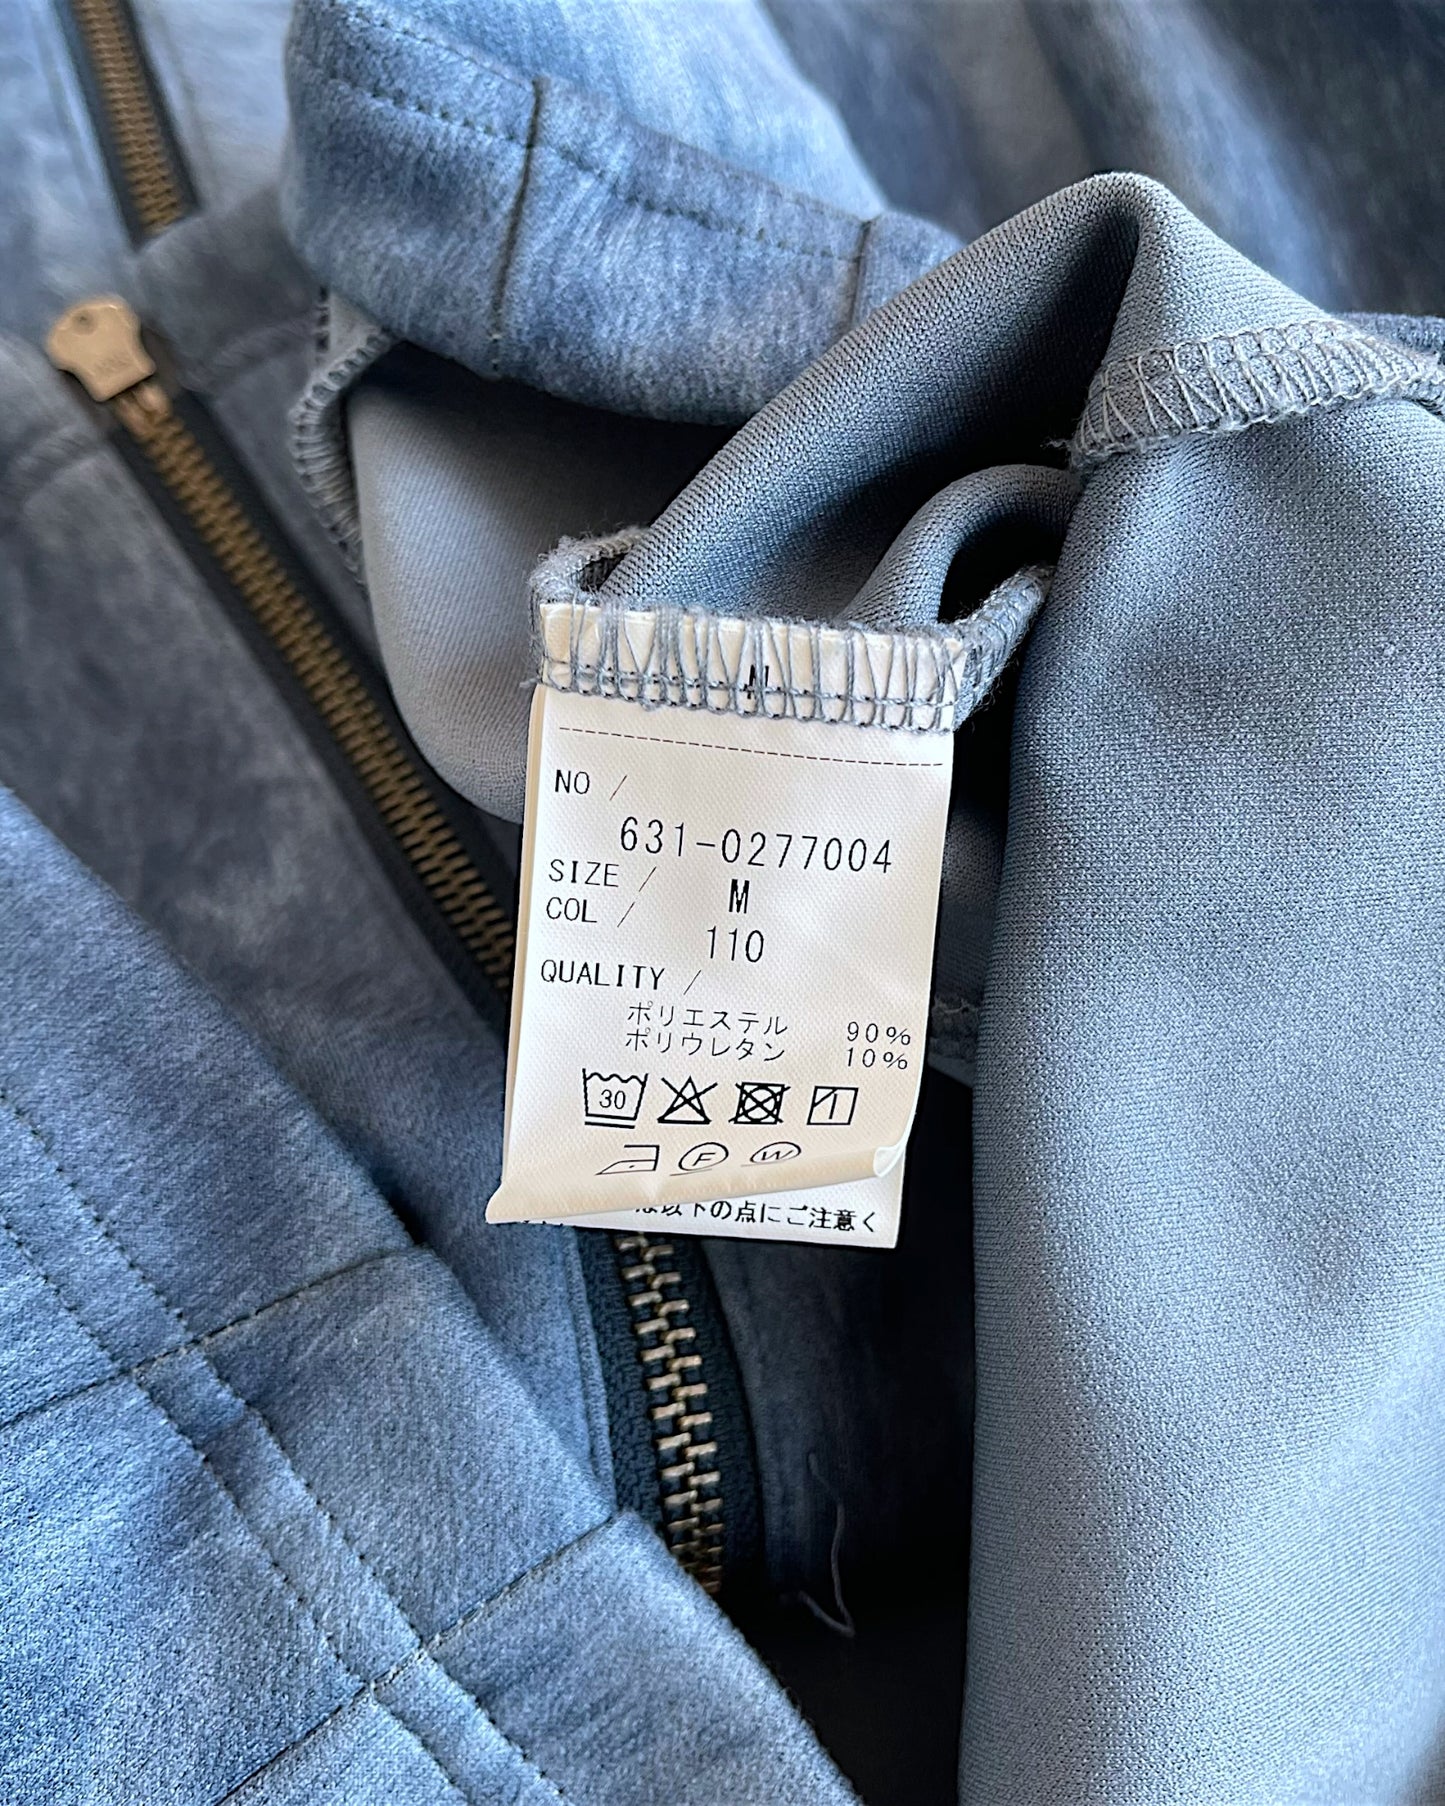 NO /
631-0277004
SIZE / M
COL / 110
QUALITY /
ポリエステル 90%
ポリウレタン 10%
30
F W
以下の点にご注意く